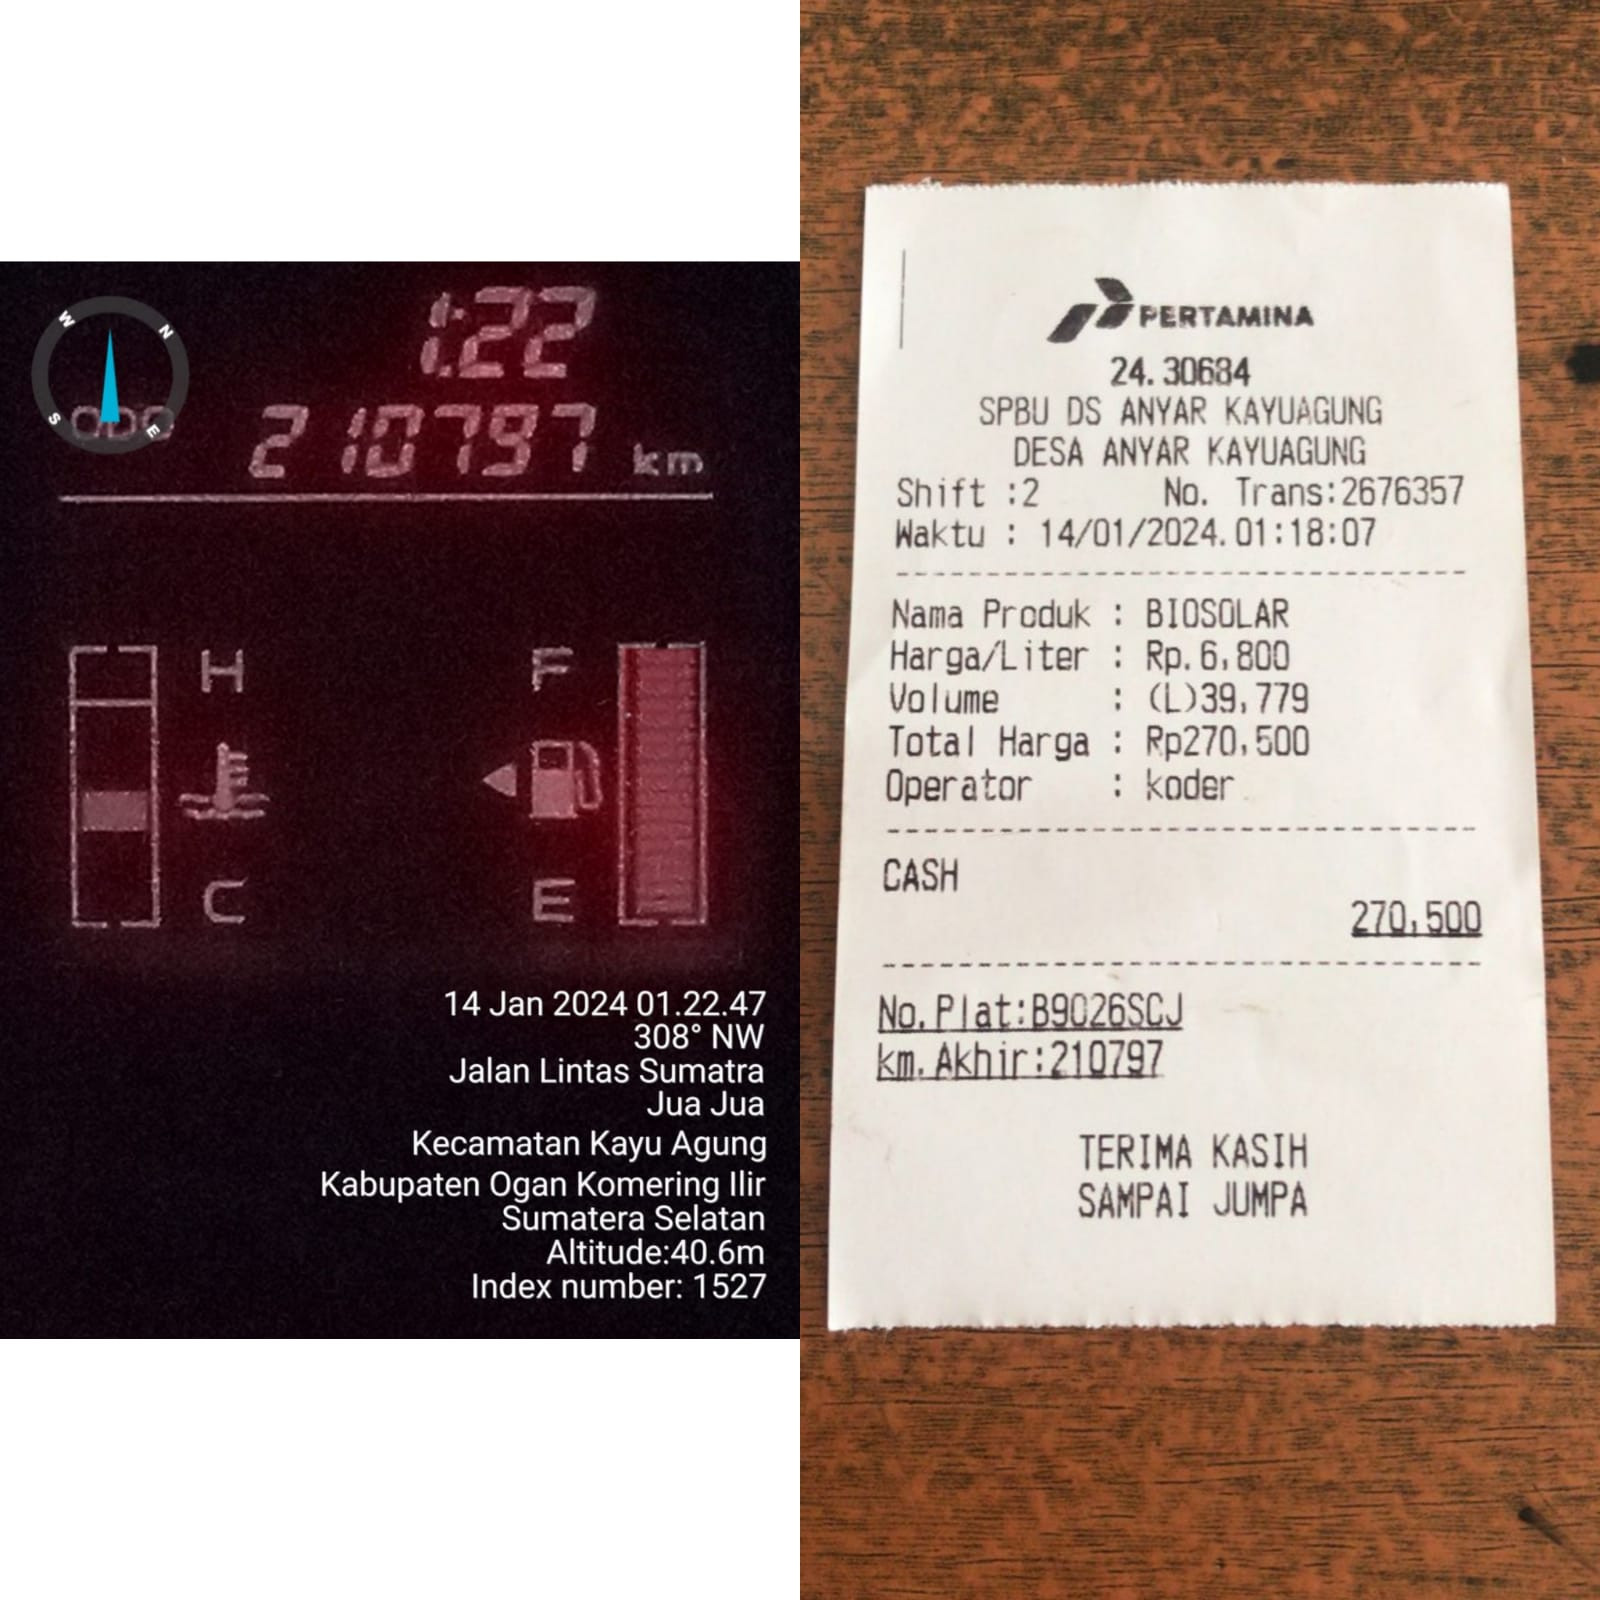 1:22
ODO 210797 km
H
F
C
E
W
N
S
E
14 Jan 2024 01.22.47
308° NW
Jalan Lintas Sumatra
Jua Jua
Kecamatan Kayu Agung
Kabupaten Ogan Komering Ilir
Sumatera Selatan
Altitude:40.6m
Index number: 1527
PERTAMINA
24.30684
SPBU DS ANYAR KAYUAGUNG
DESA ANYAR KAYUAGUNG
Shift :2 No. Trans:2676357
Waktu : 14/01/2024.01:18:07
Nama Produk : BIOSOLAR
Harga/Liter : Rp.6,800
Volume : (L)39,779
Total Harga : Rp270,500
Operator : koder
CASH
270,500
No.Plat:B9026SCJ
km.Akhir:210797
TERIMA KASIH
SAMPAI JUMPA